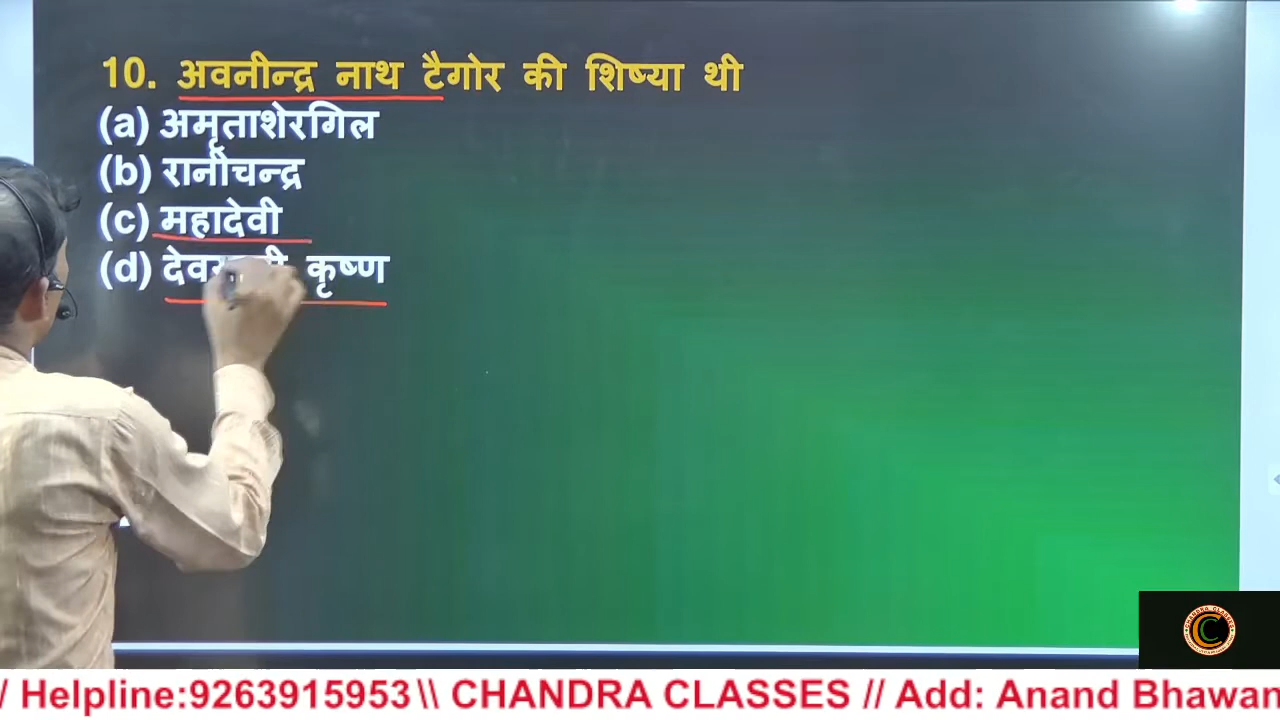 10. अवनीन्द्र नाथ टैगोर की शिष्या थी
(a) अमृताशेरगिल
(b) रानीचन्द्र
(c) महादेवी
(d) कृष्ण
/ Helpline:9263915953 \\ CHANDRA CLASSES // Add: Anand Bhawan